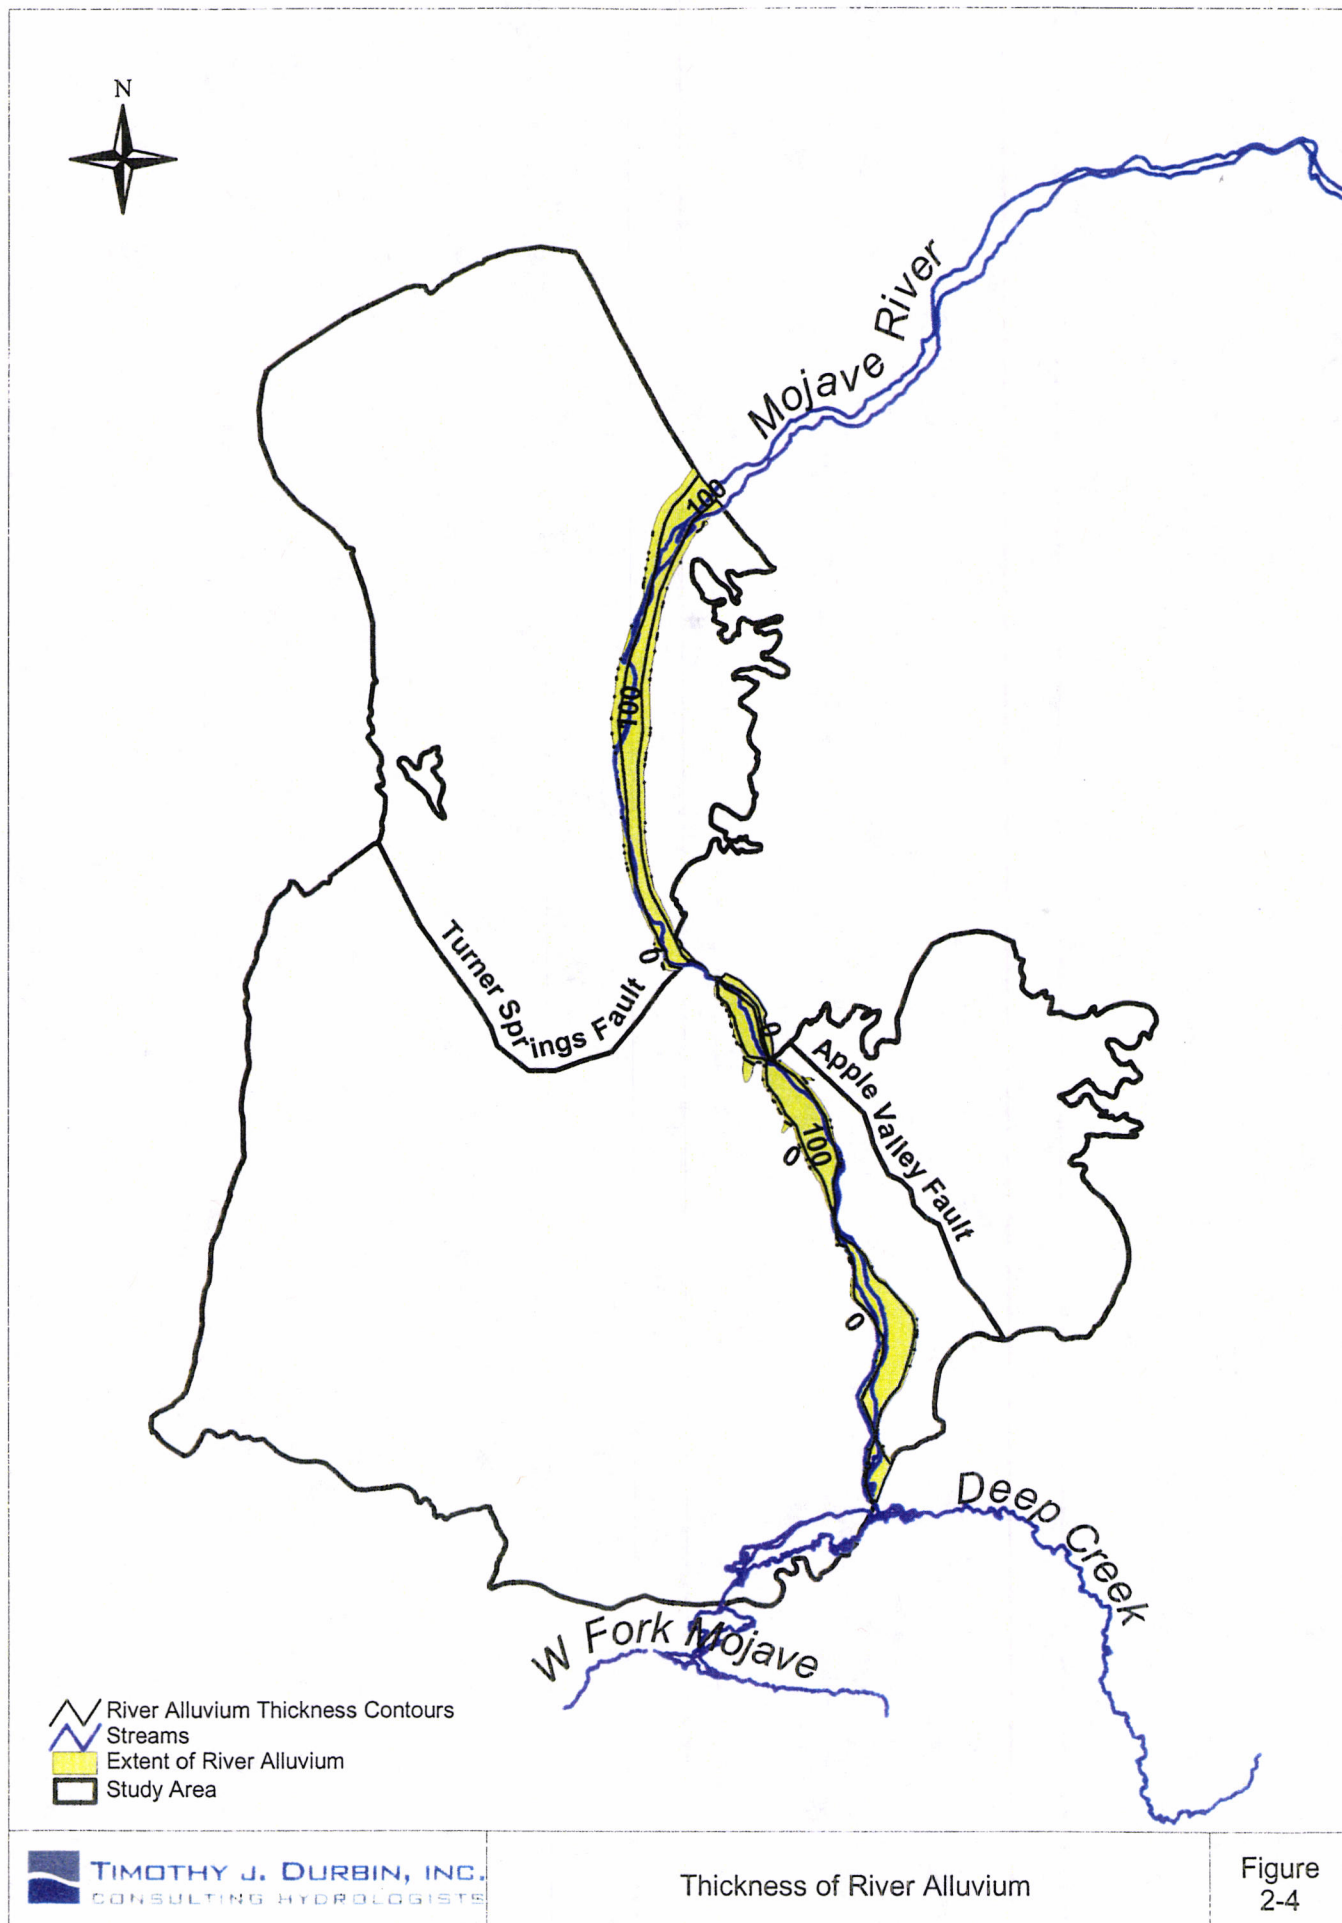 N
Mojave River
100
100
0
Turner Springs Fault
0
Apple Valley Fault
100
0
0
Deep Creek
W Fork Mojave
River Alluvium Thickness Contours
Streams
Extent of River Alluvium
Study Area
TIMOTHY J. DURBIN, INC.
CONSULTING HYDROLOGISTS
Thickness of River Alluvium
Figure
2-4